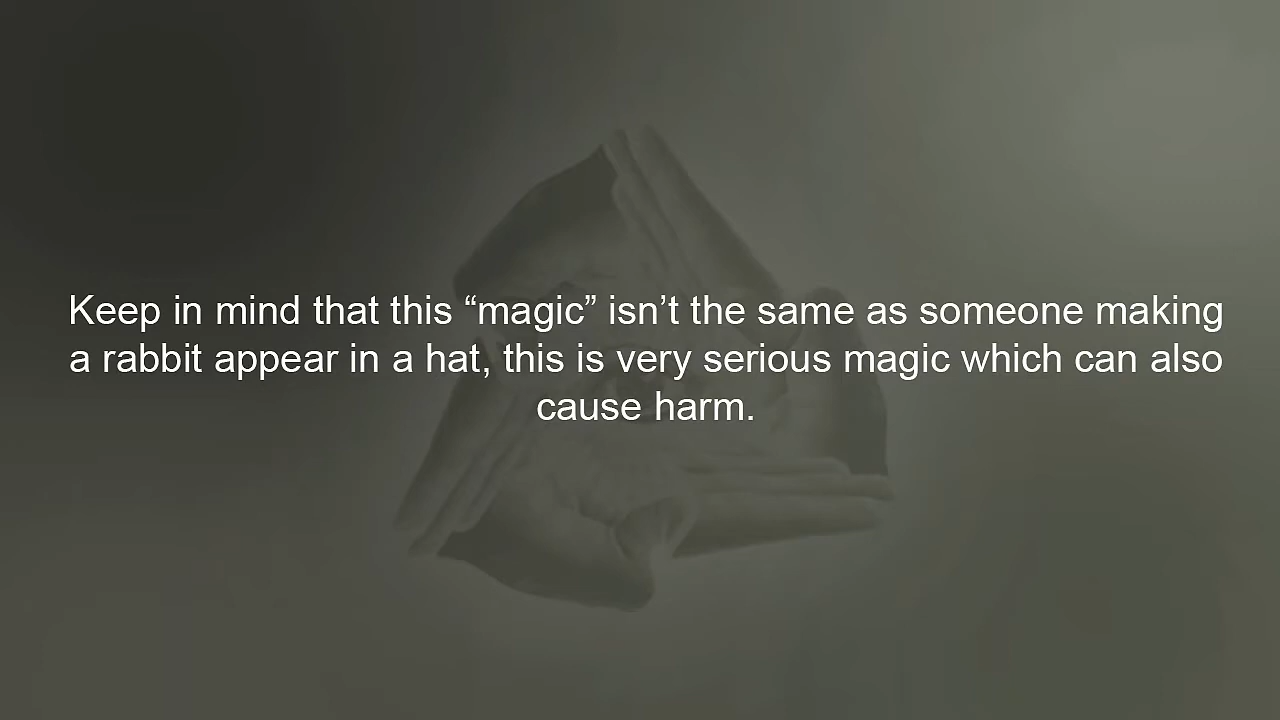 Keep in mind that this “magic” isn’t the same as someone making
a rabbit appear in a hat, this is very serious magic which can also
cause harm.